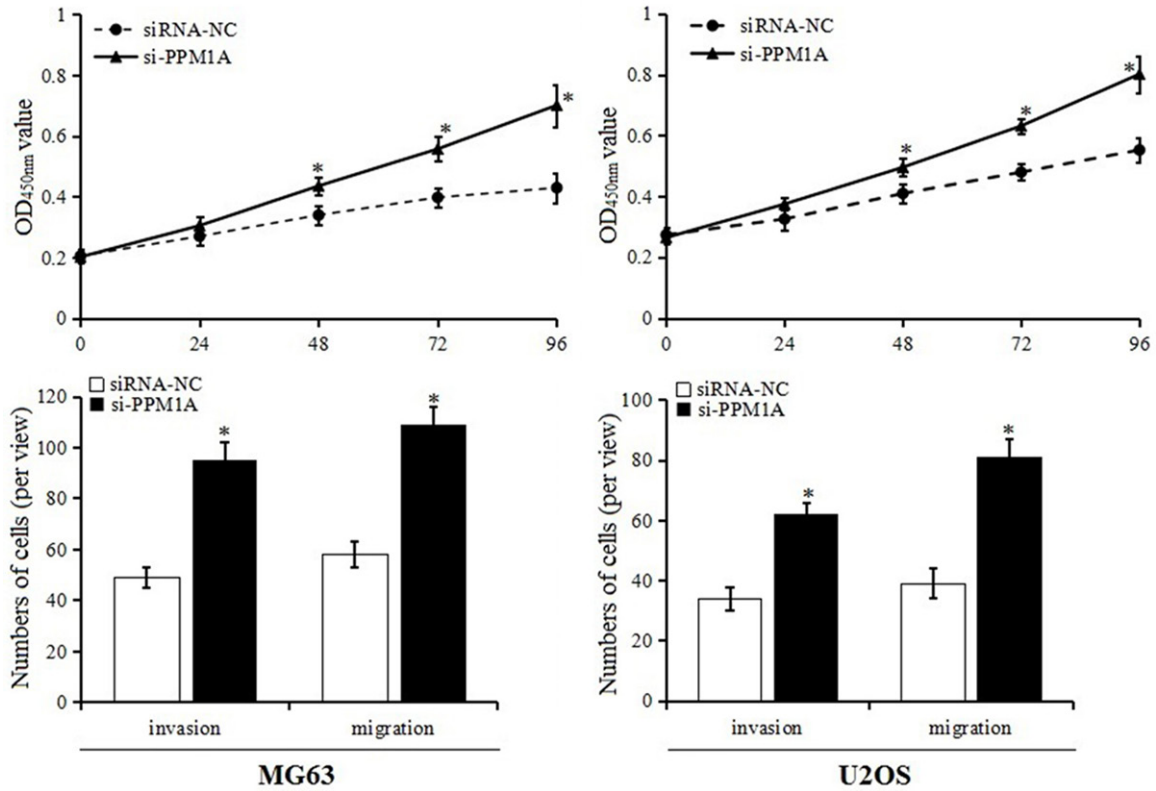 siRNA-NC
si-PPM1A
OD450nm value
1
0.8
0.6
0.4
0.2
0
* * *
0 24 48 72 96
siRNA-NC
si-PPM1A
OD450nm value
1
0.8
0.6
0.4
0.2
0
* * *
0 24 48 72 96
siRNA-NC
si-PPM1A
Numbers of cells (per view)
120
100
80
60
40
20
0
* *
invasion migration
MG63
siRNA-NC
si-PPM1A
Numbers of cells (per view)
100
80
60
40
20
0
* *
invasion migration
U2OS